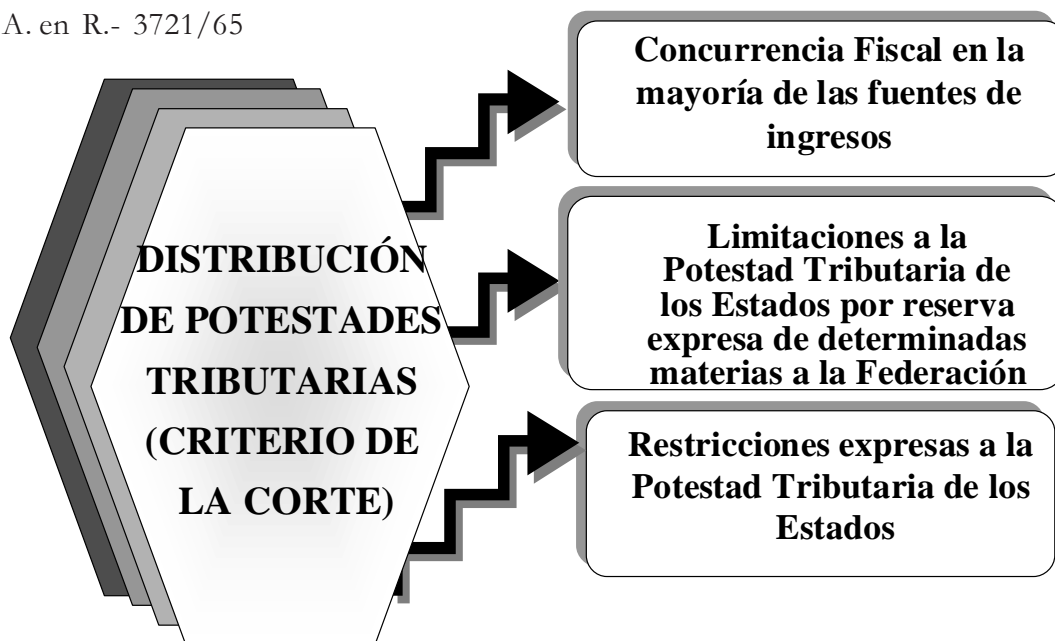 A. en R.- 3721/65
DISTRIBUCIÓN
DE POTESTADES
TRIBUTARIAS
(CRITERIO DE
LA CORTE)
Concurrencia Fiscal en la
mayoría de las fuentes de
ingresos
Limitaciones a la
Potestad Tributaria de
los Estados por reserva
expresa de determinadas
materias a la Federación
Restricciones expresas a la
Potestad Tributaria de los
Estados